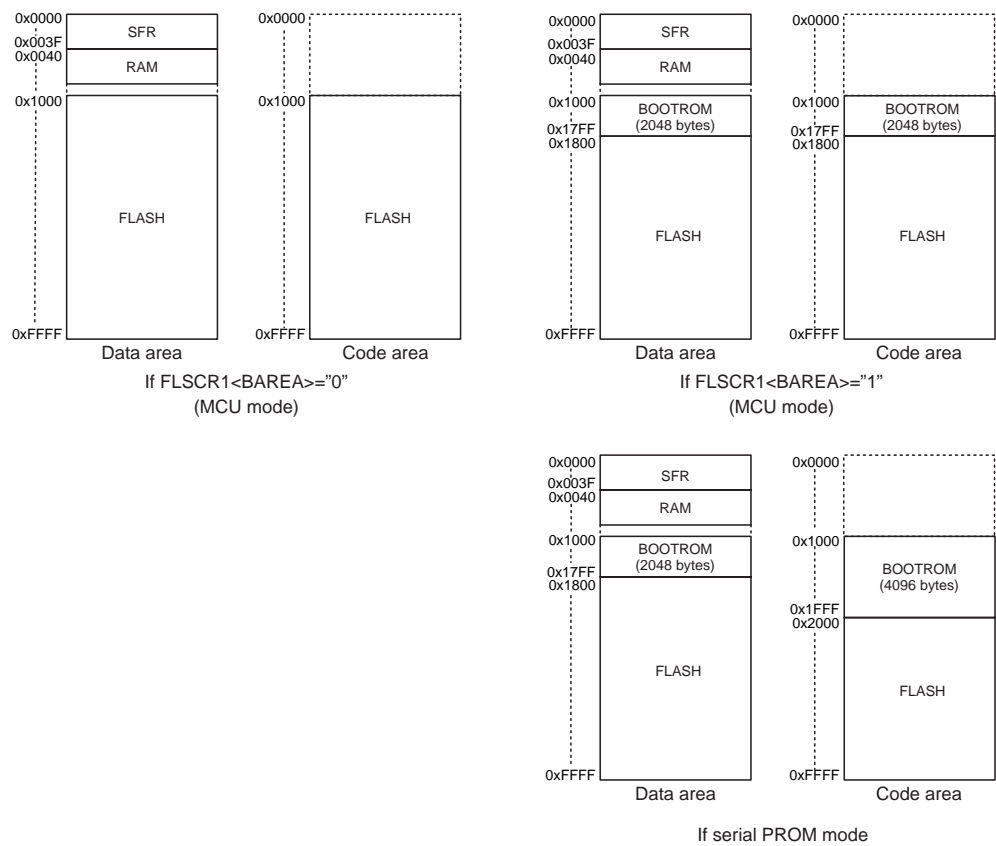 0x0000
SFR
0x003F
0x0040
RAM
0x1000
FLASH
0xFFFF
Data area
0x0000
0x1000
FLASH
0xFFFF
Code area
If FLSCR1<BAREA>=”0”
(MCU mode)
0x0000
SFR
0x003F
0x0040
RAM
0x1000
BOOTROM
(2048 bytes)
0x17FF
0x1800
FLASH
0xFFFF
Data area
0x0000
0x1000
BOOTROM
(2048 bytes)
0x17FF
0x1800
FLASH
0xFFFF
Code area
If FLSCR1<BAREA>=”1”
(MCU mode)
0x0000
SFR
0x003F
0x0040
RAM
0x1000
BOOTROM
(2048 bytes)
0x17FF
0x1800
FLASH
0xFFFF
Data area
0x0000
0x1000
BOOTROM
(4096 bytes)
0x1FFF
0x2000
FLASH
0xFFFF
Code area
If serial PROM mode